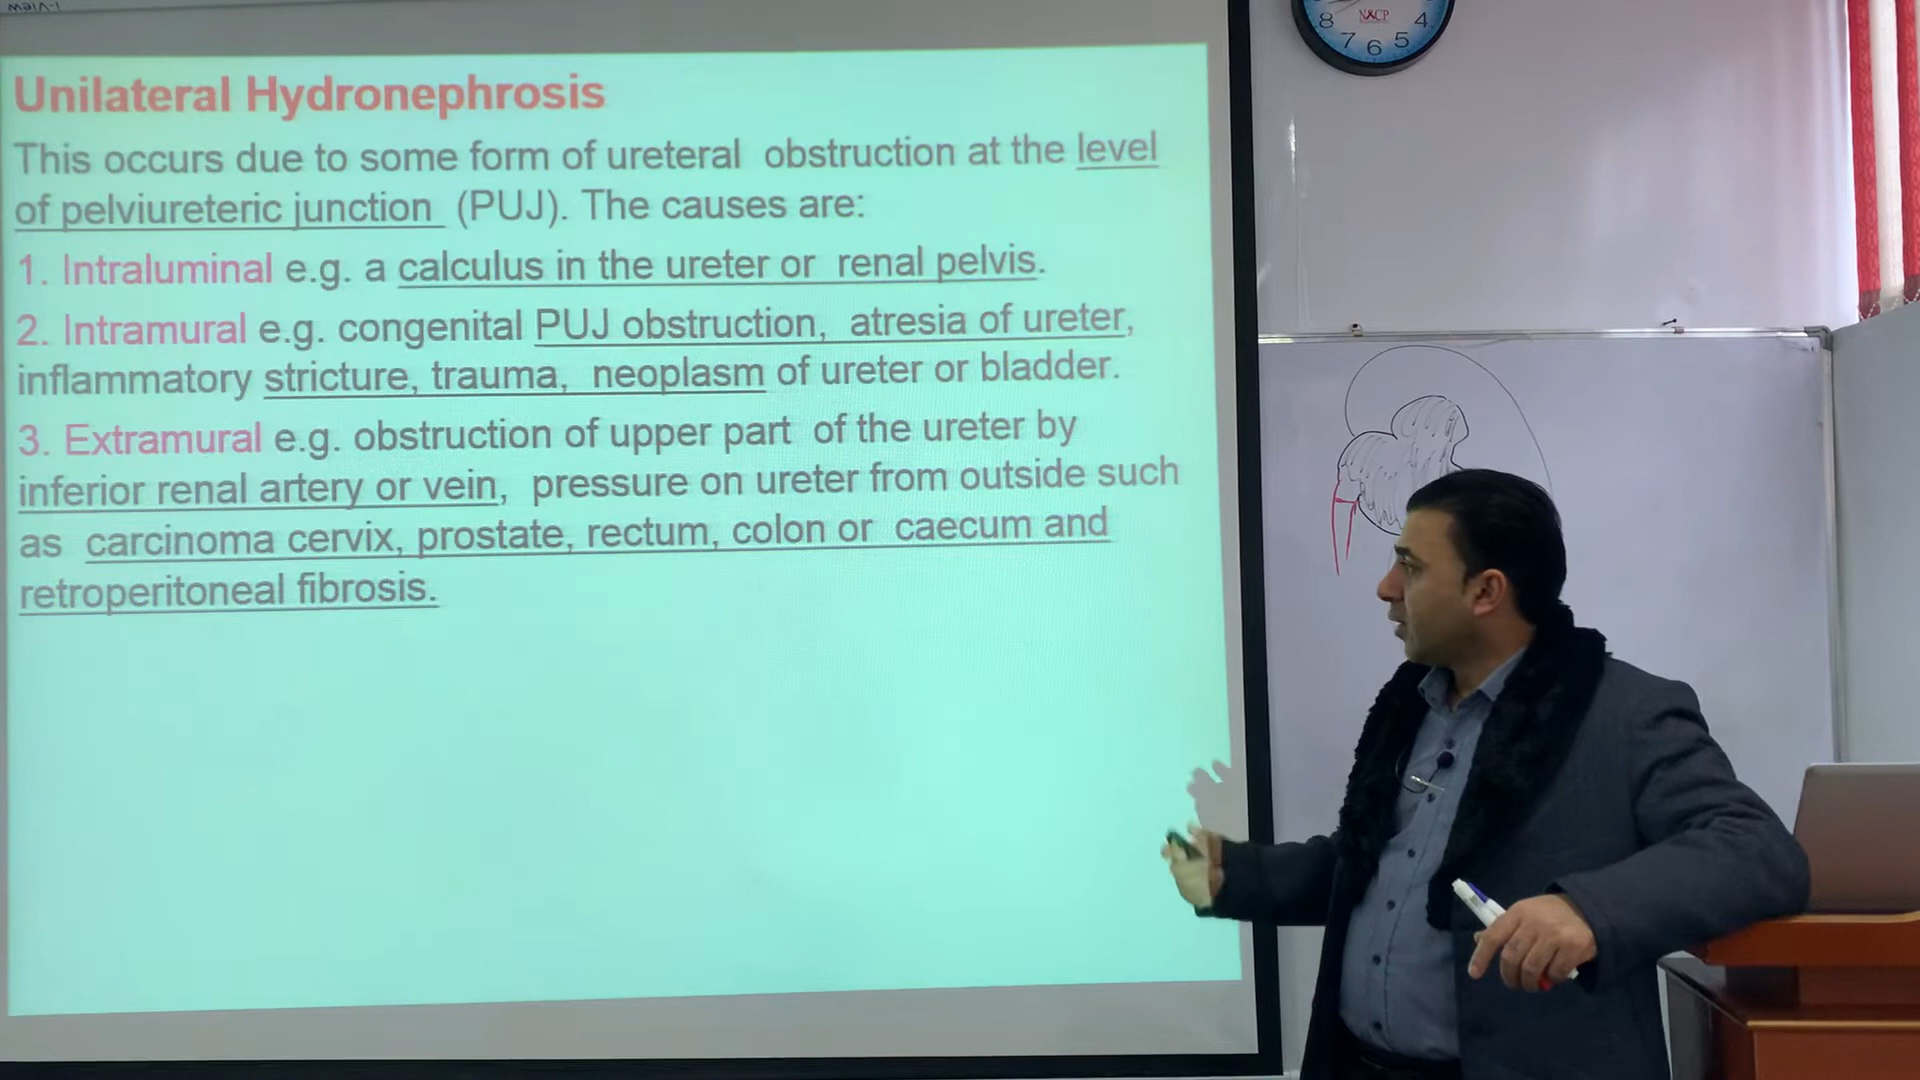 Unilateral Hydronephrosis
This occurs due to some form of ureteral obstruction at the level
of pelviureteric junction (PUJ). The causes are:
1. Intraluminal e.g. a calculus in the ureter or renal pelvis.
2. Intramural e.g. congenital PUJ obstruction, atresia of ureter,
inflammatory stricture, trauma, neoplasm of ureter or bladder.
3. Extramural e.g. obstruction of upper part of the ureter by
inferior renal artery or vein, pressure on ureter from outside such
as carcinoma cervix, prostate, rectum, colon or caecum and
retroperitoneal fibrosis.
8 4
7 6 5